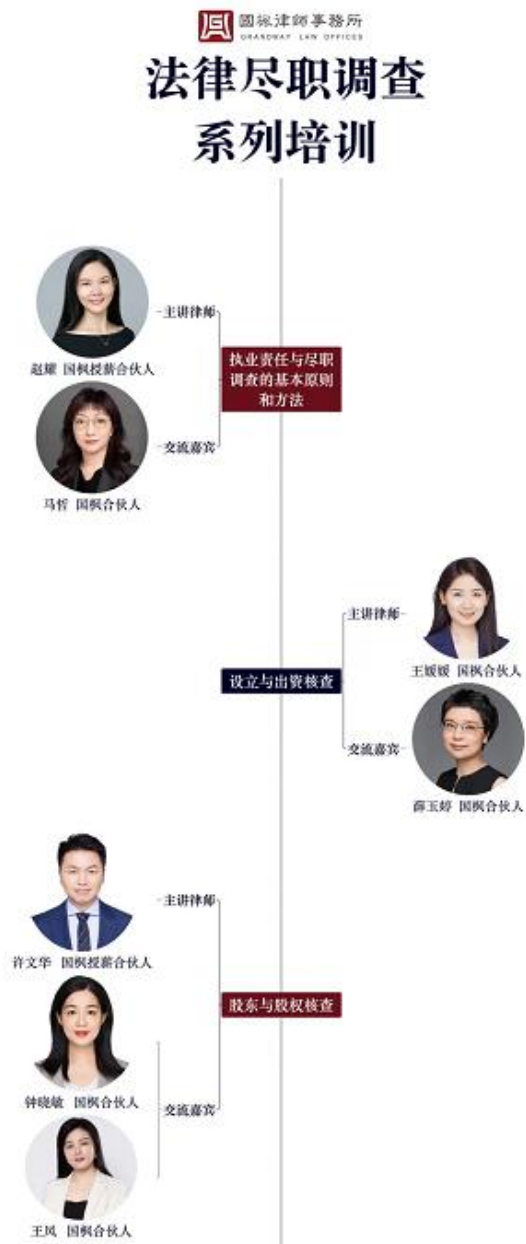 國楓律師事務所
GRANDWAY LAW OFFICES
法律尽职调查
系列培训
主讲律师
赵耀 国枫授薪合伙人
执业责任与尽职
调查的基本原则
和方法
交流嘉宾
马哲 国枫合伙人
主讲律师
王媛媛 国枫合伙人
设立与出资核查
交流嘉宾
薛玉婷 国枫合伙人
主讲律师
许文华 国枫授薪合伙人
股东与股权核查
钟晓敏 国枫合伙人
交流嘉宾
王凤 国枫合伙人